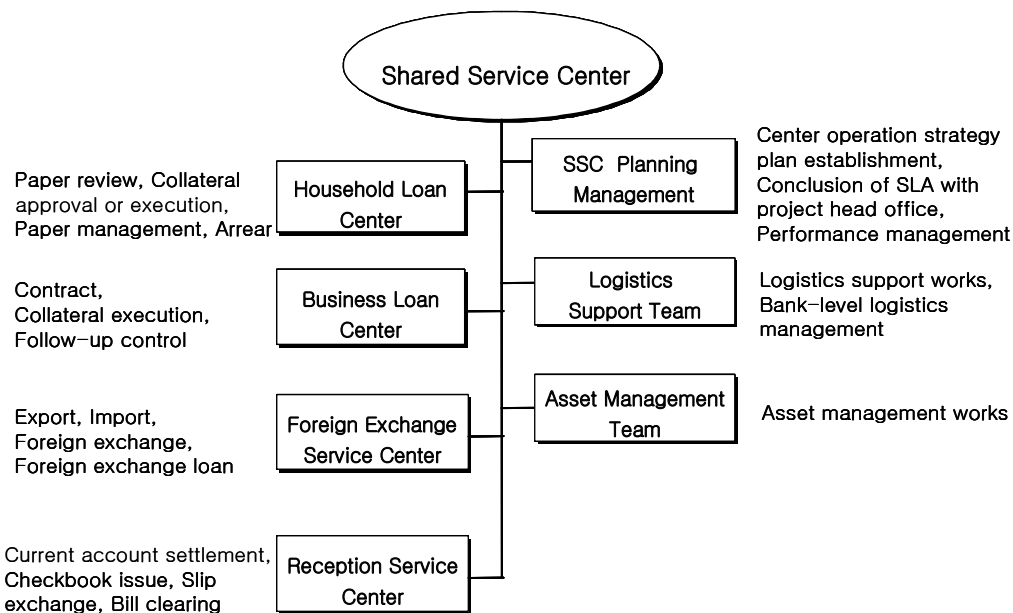 Shared Service Center
Paper review, Collateral
approval or execution,
Paper management, Arrear
Household Loan
Center
SSC Planning
Management
Center operation strategy
plan establishment,
Conclusion of SLA with
project head office,
Performance management
Contract,
Collateral execution,
Follow-up control
Business Loan
Center
Logistics
Support Team
Logistics support works,
Bank-level logistics
management
Export, Import,
Foreign exchange,
Foreign exchange loan
Foreign Exchange
Service Center
Asset Management
Team
Asset management works
Current account settlement,
Checkbook issue, Slip
exchange, Bill clearing
Reception Service
Center